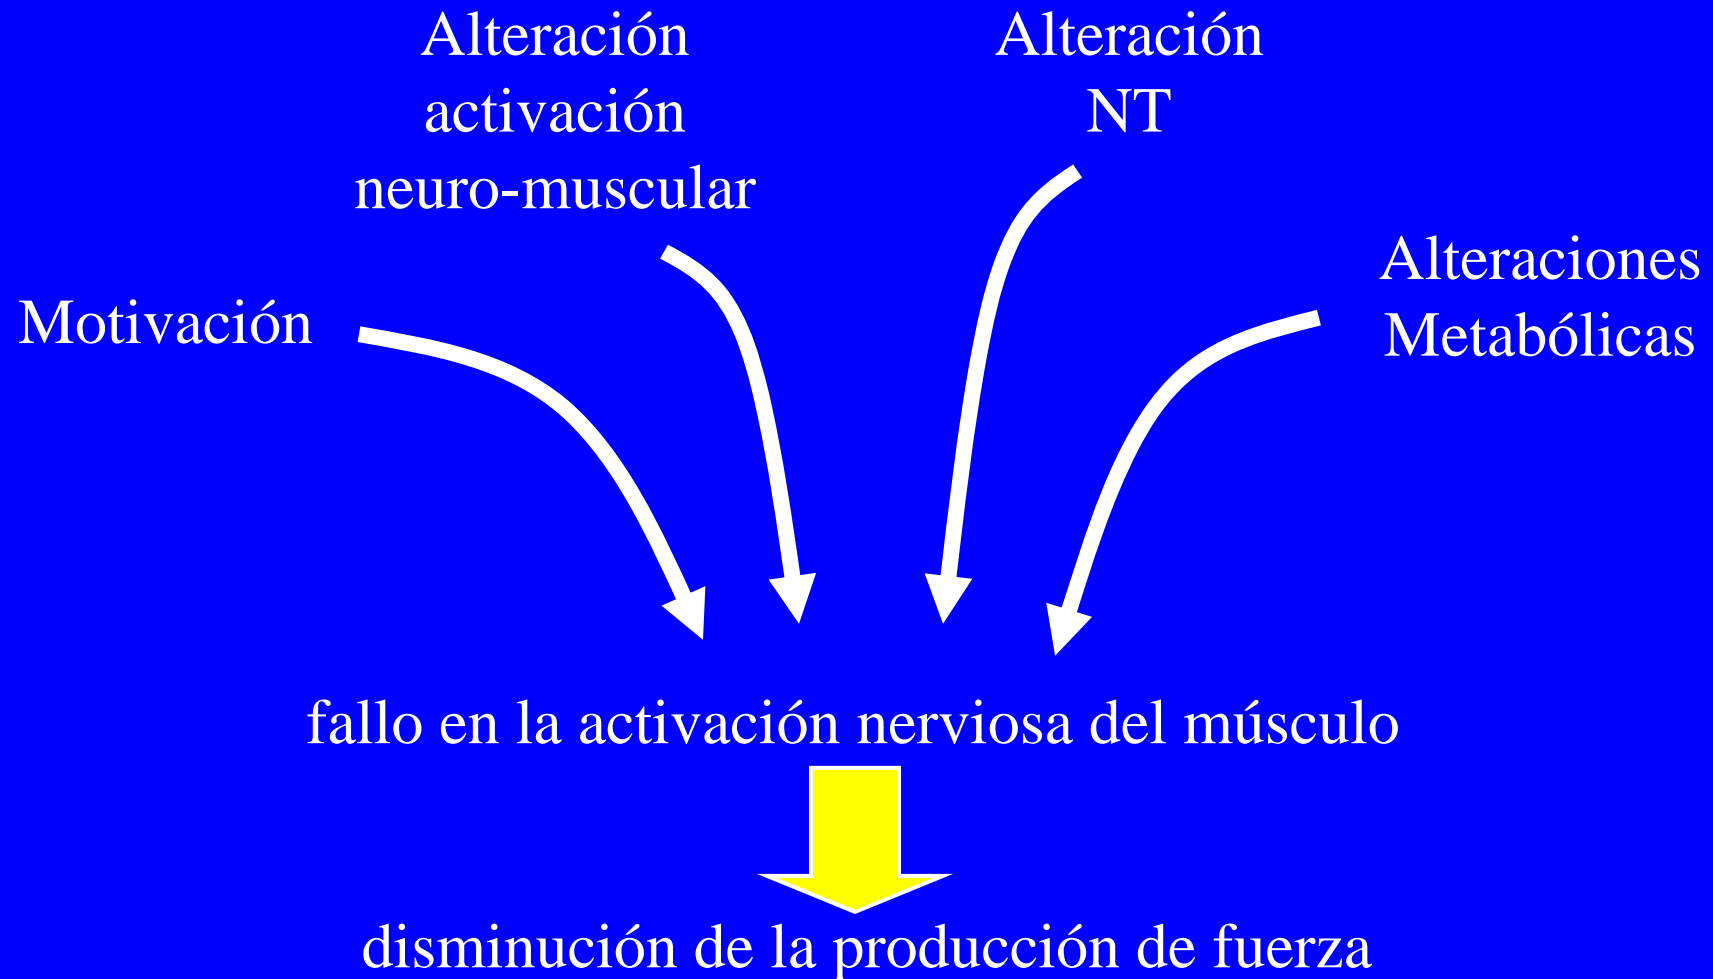 Alteración
activación
neuro-muscular
Alteración
NT
Motivación
Alteraciones
Metabólicas
fallo en la activación nerviosa del músculo
disminución de la producción de fuerza